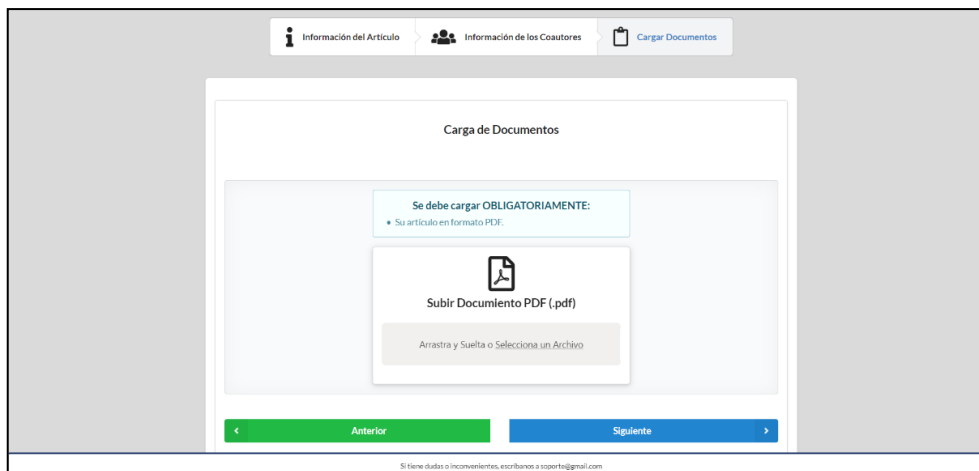 Información del Artículo
Información de los Coautores
Cargar Documentos
Carga de Documentos
Se debe cargar OBLIGATORIAMENTE:
• Su artículo en formato PDF.
Subir Documiento PDF (.pdf)
Arrastra y Suelta o Selecciona un Archivo
Anterior
Siguiente
Si tiene dudas o inconvenientes, escríbanos a soporte@gmail.com